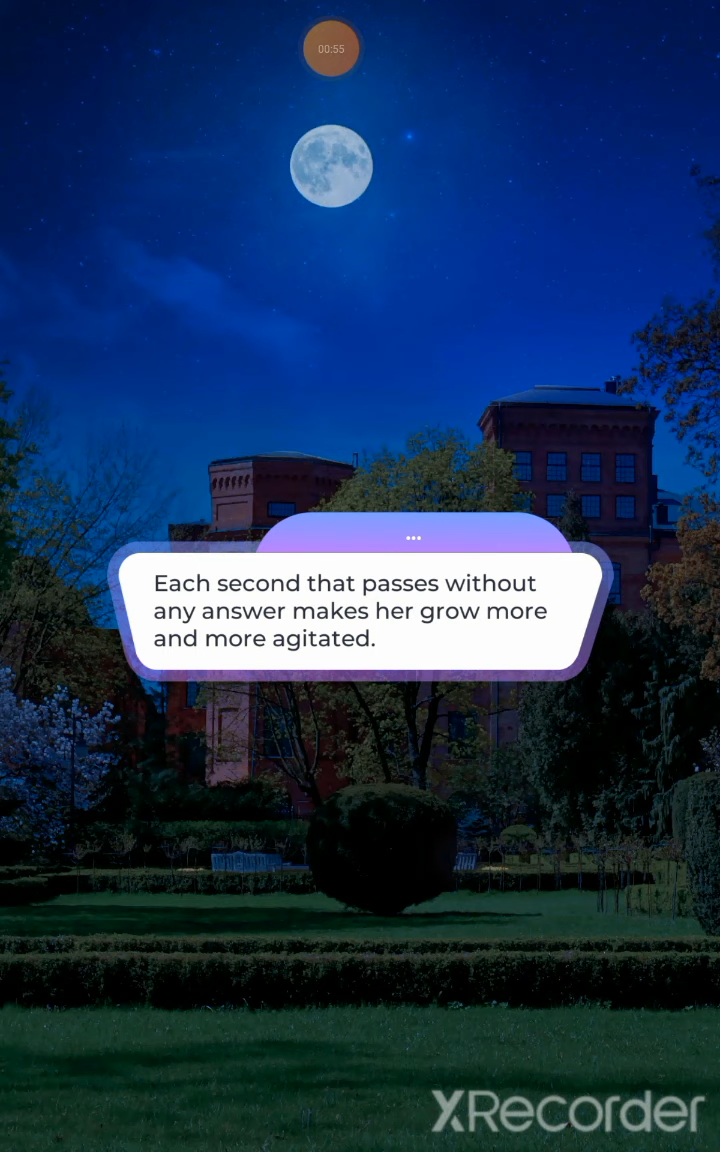 00:55
...
Each second that passes without
any answer makes her grow more
and more agitated.
XRecorder